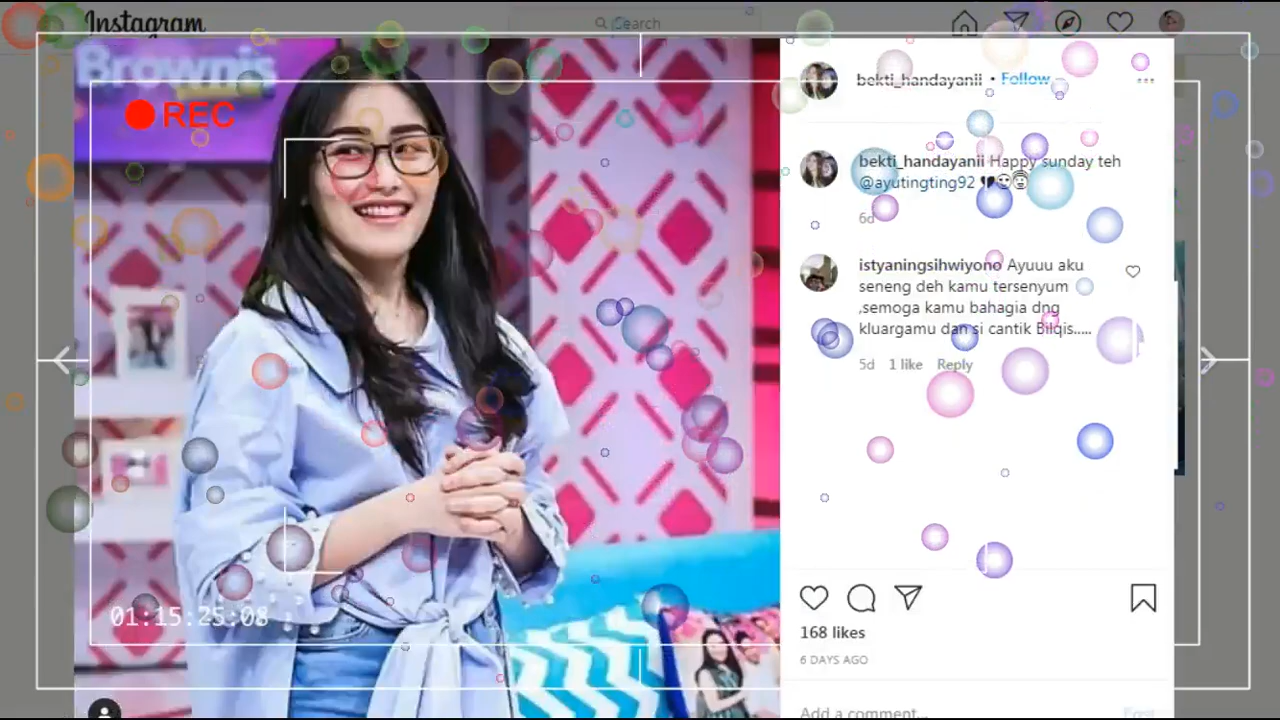 Instagram
Search
Brownis
REC
bekti_handayanii • Follow
bekti_handayanii Happy sunday teh
@ayutingting92
6d
istyaningsihwiyono Ayuuu aku
seneng deh kamu tersenyum
,semoga kamu bahagia dng
kluargamu dan si cantik Bilqis.....
5d 1 like Reply
01:15:25:08
168 likes
6 DAYS AGO
Add a comment...
Post